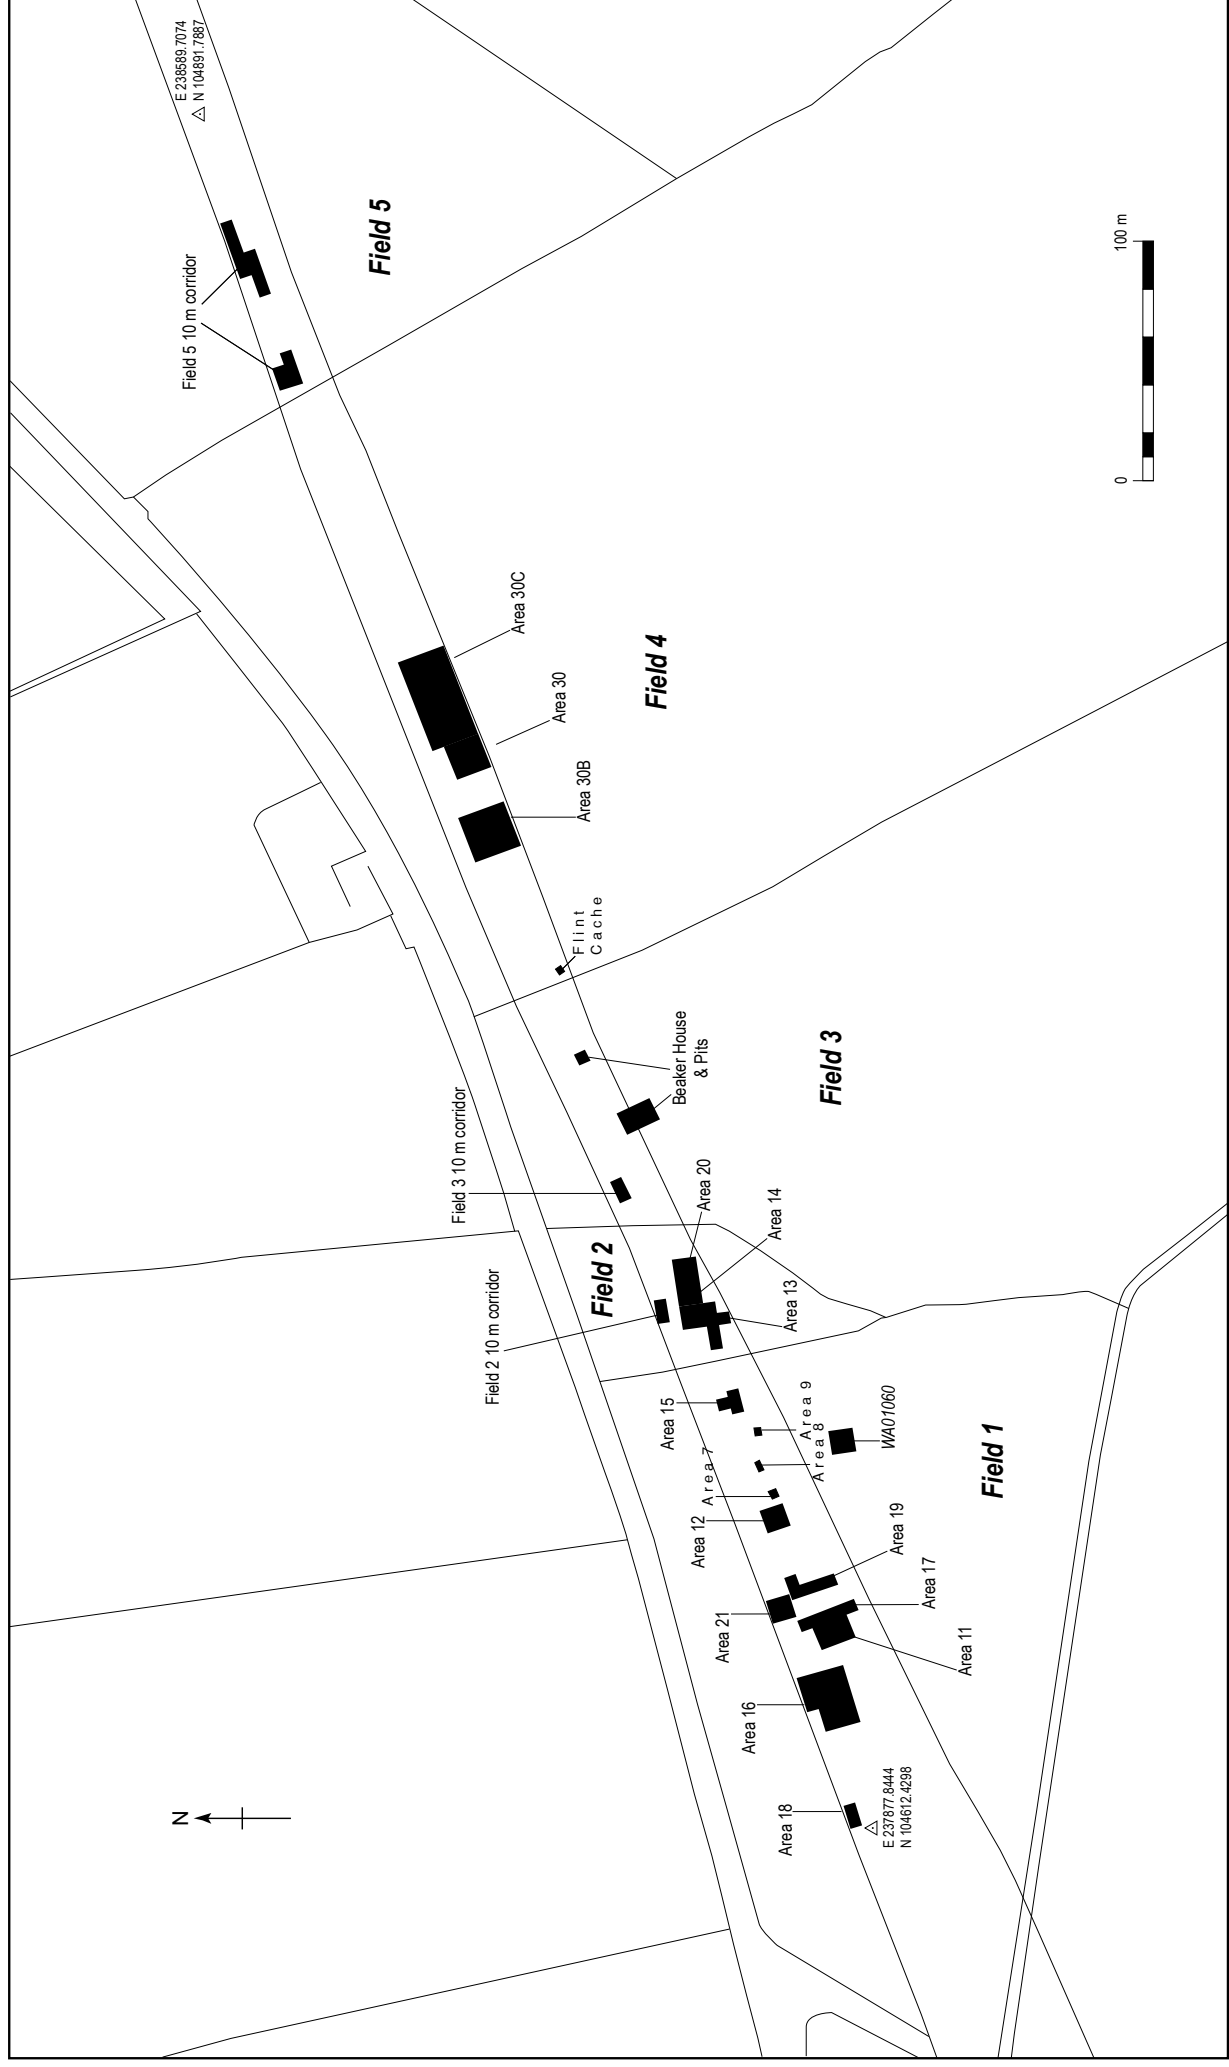 E 238589.7074
N 104891.7887
Field 5 10 m corridor
Field 5
100 m
0
Area 30C
Area 30
Field 4
Area 30B
Flint
Cache
Beaker House
& Pits
Field 3
Field 3 10 m corridor
Area 20
Area 14
Field 2
Area 13
Field 2 10 m corridor
Area 15
Area 9
Area 8
WA01060
Field 1
Area 7
Area 12
Area 19
Area 17
Area 21
Area 11
Area 16
N
Area 18
E 237877.8444
N 104612.4298